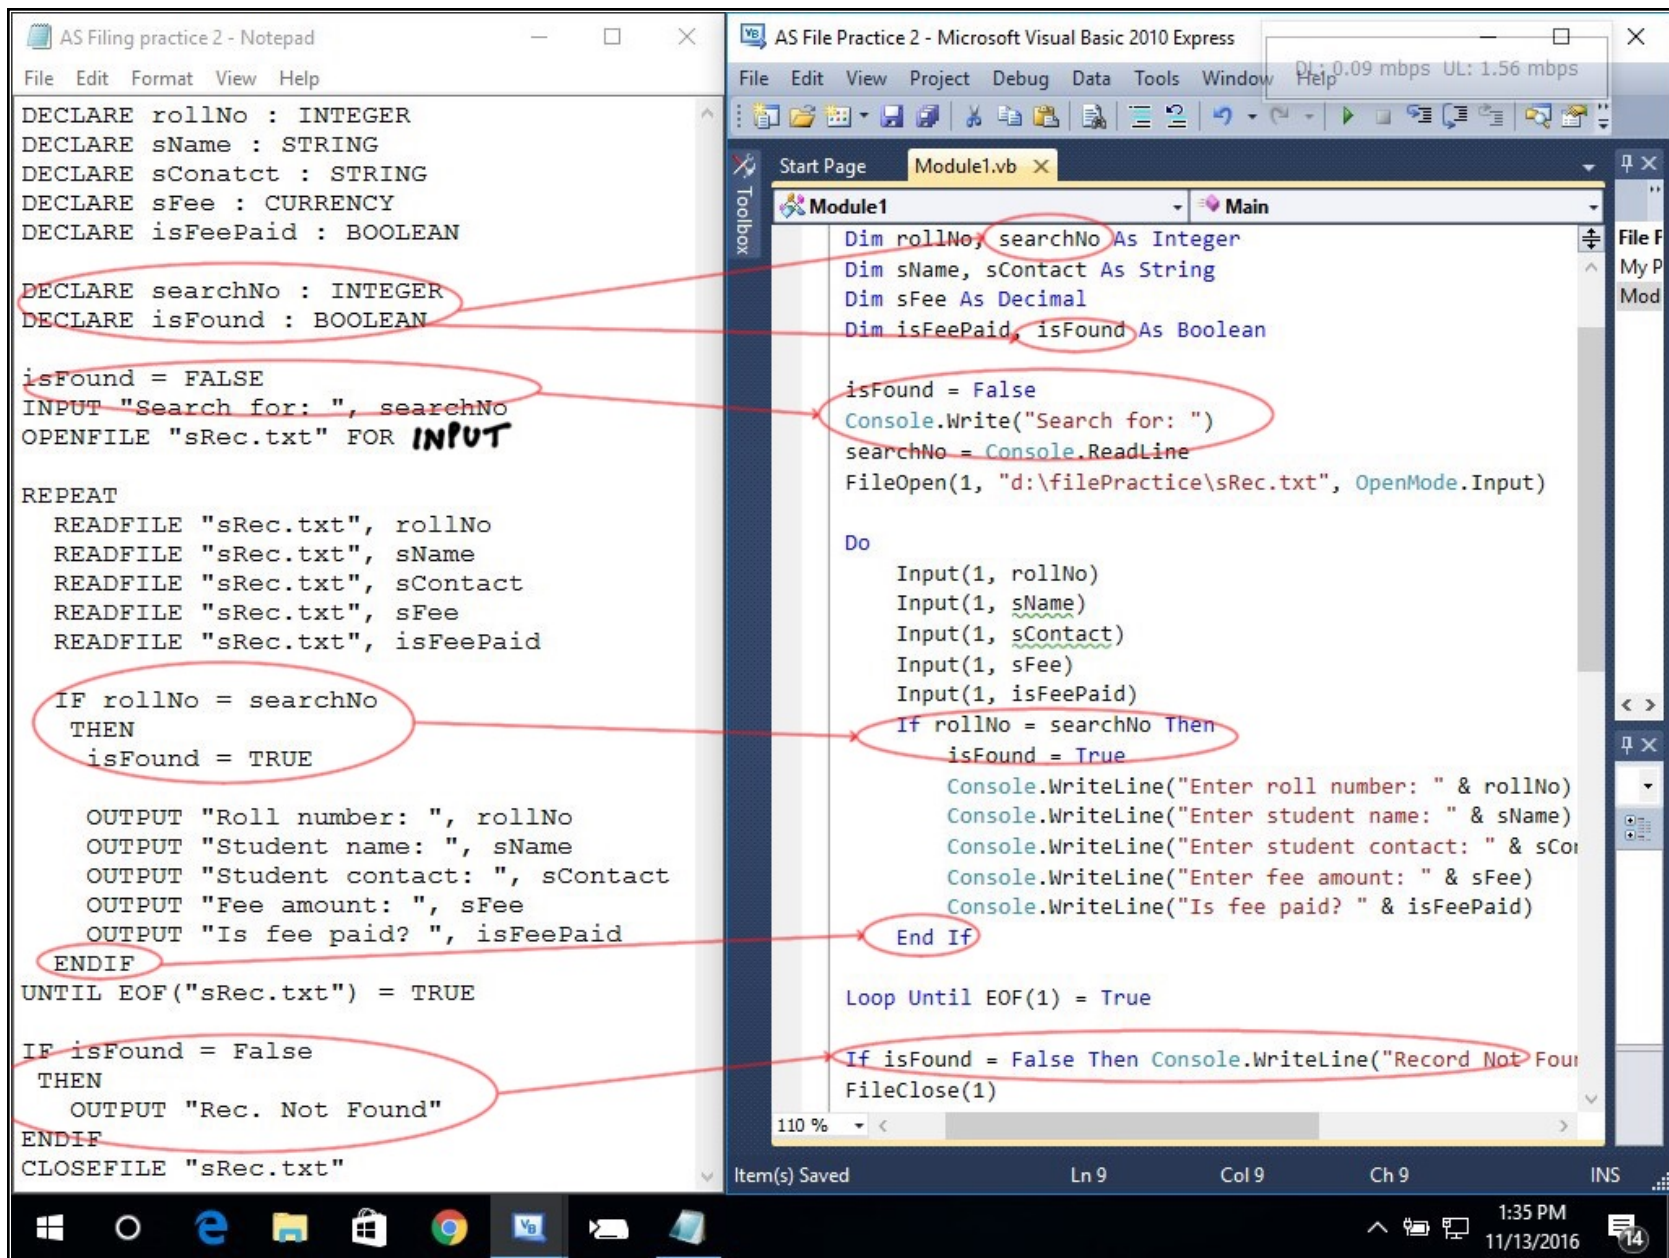 AS Filing practice 2 - Notepad
File Edit Format View Help
DECLARE rollNo : INTEGER
DECLARE sName : STRING
DECLARE sConatct : STRING
DECLARE sFee : CURRENCY
DECLARE isFeePaid : BOOLEAN
DECLARE searchNo : INTEGER
DECLARE isFound : BOOLEAN
isFound = FALSE
INPUT "Search for: ", searchNo
OPENFILE "sRec.txt" FOR INPUT
REPEAT
READFILE "sRec.txt", rollNo
READFILE "sRec.txt", sName
READFILE "sRec.txt", sContact
READFILE "sRec.txt", sFee
READFILE "sRec.txt", isFeePaid
IF rollNo = searchNo
THEN
isFound = TRUE
OUTPUT "Roll number: ", rollNo
OUTPUT "Student name: ", sName
OUTPUT "Student contact: ", sContact
OUTPUT "Fee amount: ", sFee
OUTPUT "Is fee paid? ", isFeePaid
ENDIF
UNTIL EOF("sRec.txt") = TRUE
IF isFound = False
THEN
OUTPUT "Rec. Not Found"
ENDIF
CLOSEFILE "sRec.txt"
AS File Practice 2 - Microsoft Visual Basic 2010 Express
File Edit View Project Debug Data Tools Window Help
DL: 0.09 mbps UL: 1.56 mbps
Toolbox
Start Page Module1.vb
Module1 Main
Dim rollNo, searchNo As Integer
Dim sName, sContact As String
Dim sFee As Decimal
Dim isFeePaid, isFound As Boolean
isFound = False
Console.Write("Search for: ")
searchNo = Console.ReadLine
FileOpen(1, "d:\filePractice\sRec.txt", OpenMode.Input)
Do
Input(1, rollNo)
Input(1, sName)
Input(1, sContact)
Input(1, sFee)
Input(1, isFeePaid)
If rollNo = searchNo Then
isFound = True
Console.WriteLine("Enter roll number: " & rollNo)
Console.WriteLine("Enter student name: " & sName)
Console.WriteLine("Enter student contact: " & sCon
Console.WriteLine("Enter fee amount: " & sFee)
Console.WriteLine("Is fee paid? " & isFeePaid)
End If
Loop Until EOF(1) = True
If isFound = False Then Console.WriteLine("Record Not Foun
FileClose(1)
110 %
File F
My P
Mod
Item(s) Saved Ln 9 Col 9 Ch 9 INS
1:35 PM
11/13/2016
14